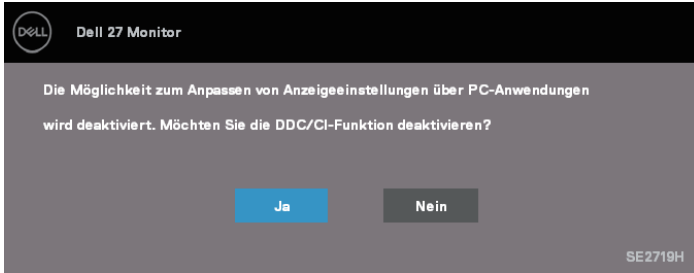 DELL
Dell 27 Monitor
Die Möglichkeit zum Anpassen von Anzeigeeinstellungen über PC-Anwendungen
wird deaktiviert. Möchten Sie die DDC/CI-Funktion deaktivieren?
Ja
Nein
SE2719H